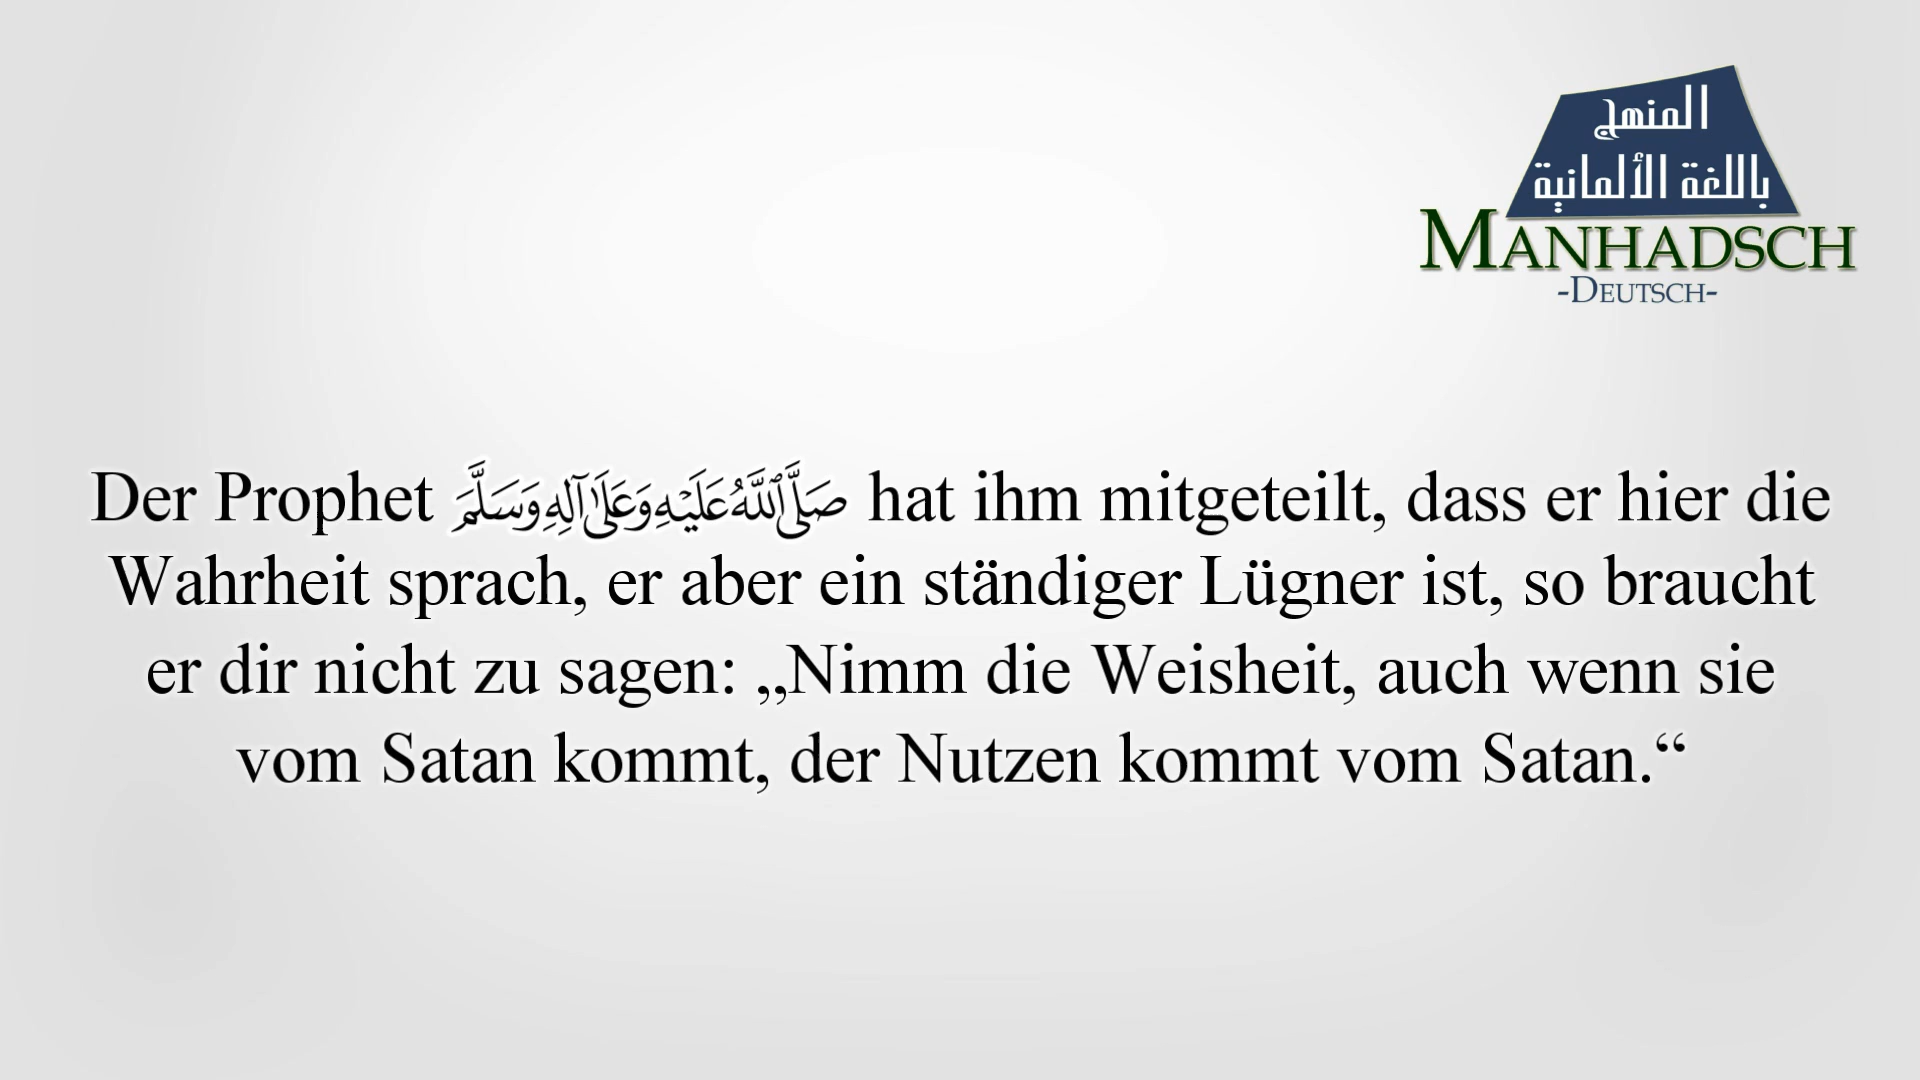 المنهج
باللغة الألمانية
MANHADSCH
-DEUTSCH-
Der Prophet صَلَّى ٱللَّهُ عَلَيْهِ وَعَلَىٰ آلِهِ وَسَلَّمَ hat ihm mitgeteilt, dass er hier die
Wahrheit sprach, er aber ein ständiger Lügner ist, so braucht
er dir nicht zu sagen: „Nimm die Weisheit, auch wenn sie
vom Satan kommt, der Nutzen kommt vom Satan.“